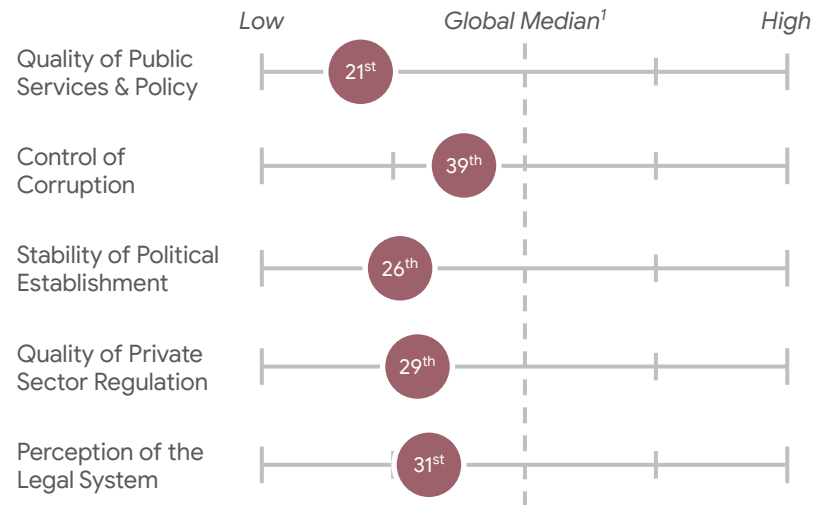 Low Global Median¹ High
Quality of Public
Services & Policy
21ˢᵗ
Control of
Corruption
39ᵗʰ
Stability of Political
Establishment
26ᵗʰ
Quality of Private
Sector Regulation
29ᵗʰ
Perception of the
Legal System
31ˢᵗ